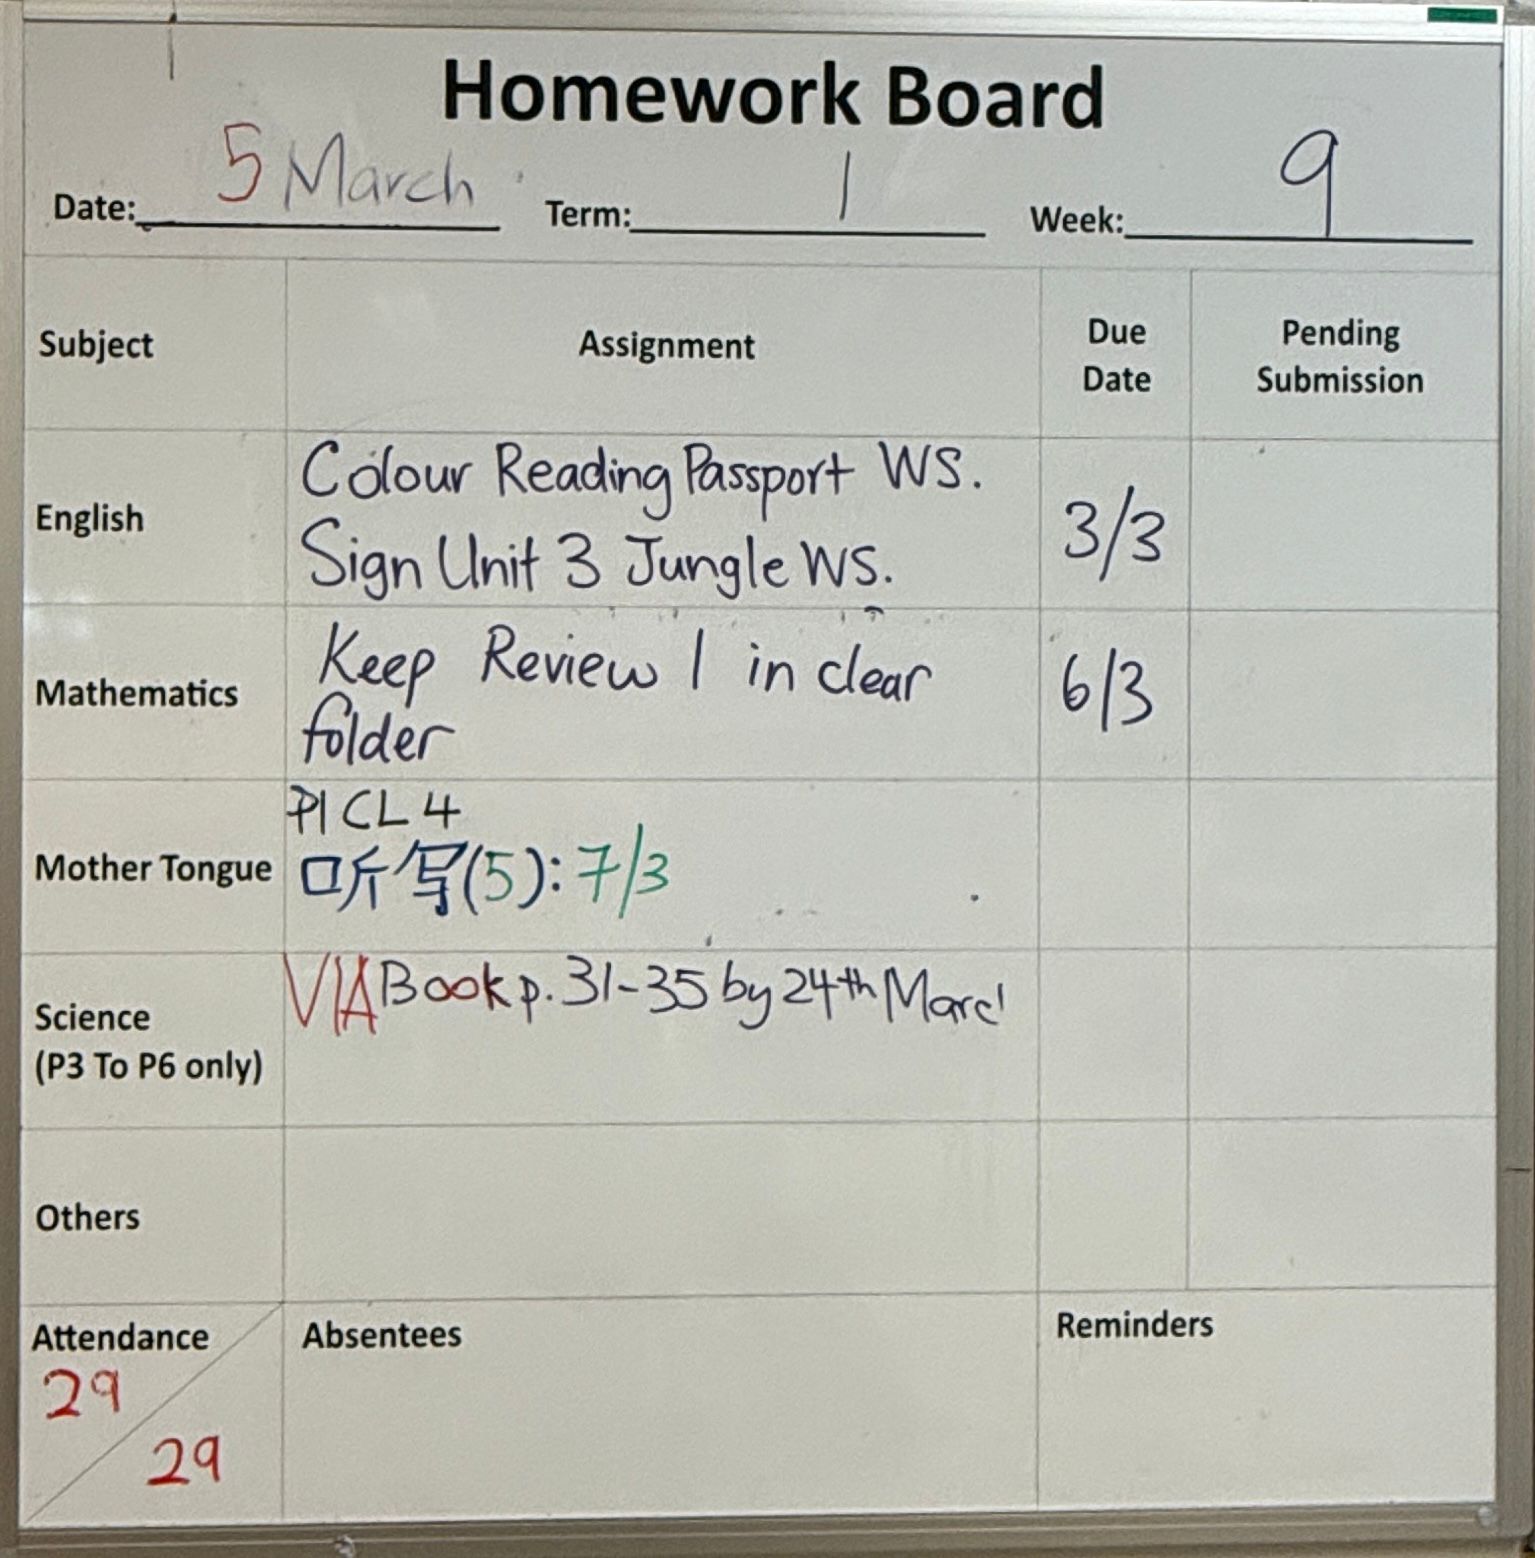 Homework Board
Date: 5 March Term: 1 Week: 9
Subject Assignment Due Date Pending Submission
English
Colour Reading Passport WS.
Sign Unit 3 Jungle WS.
3/3
Mathematics
Keep Review 1 in clear
folder
6/3
Mother Tongue
P1 CL 4
听写(5): 7/3
Science
(P3 To P6 only)
VIA Book p. 31-35 by 24th Marc
Others
Attendance
29
29
Absentees
Reminders